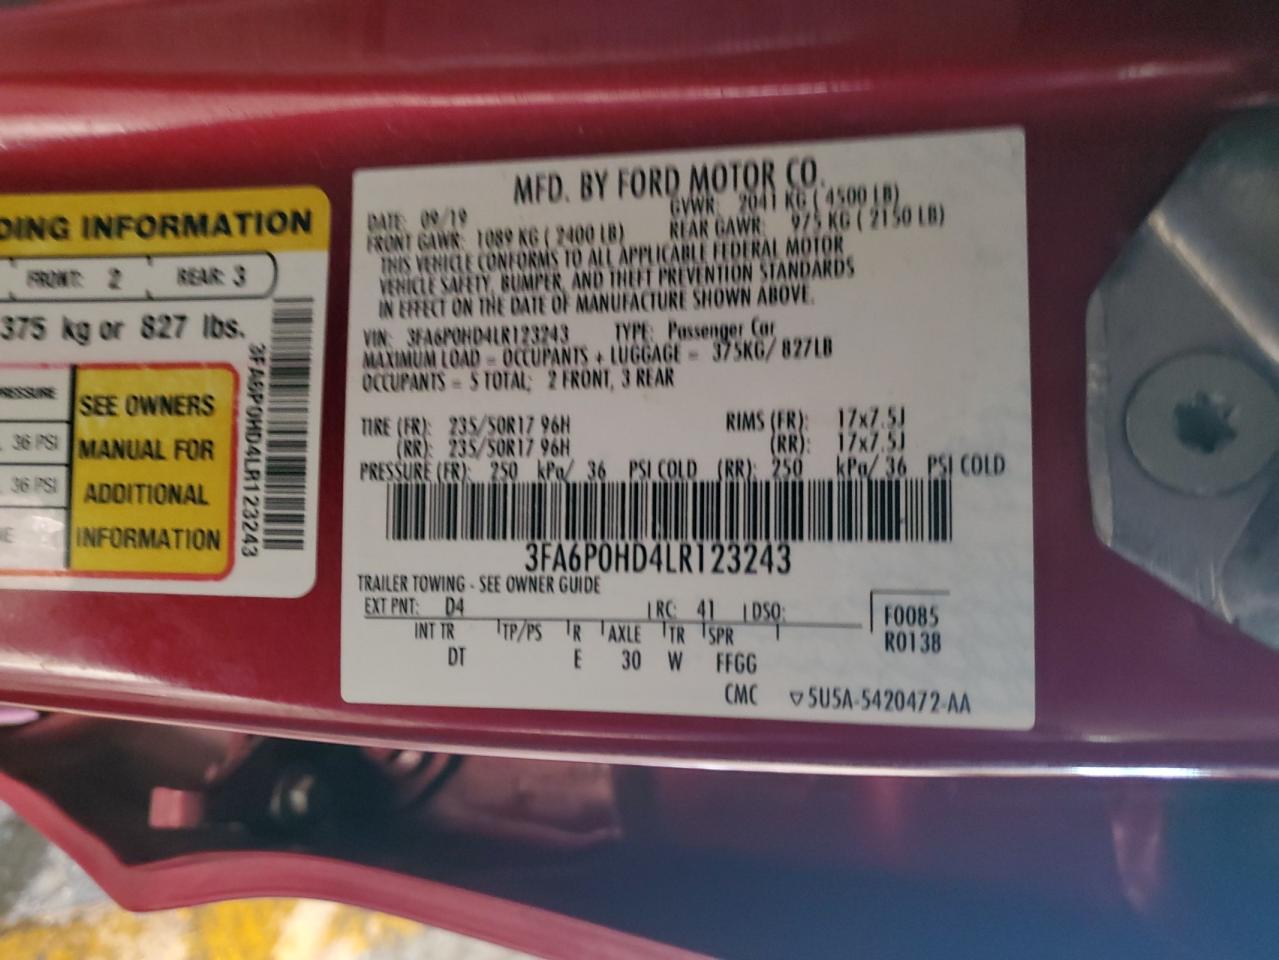 DING INFORMATION
FRONT: 2 REAR: 3
375 kg or 827 lbs.
PRESSURE
36 PSI
36 PSI
SEE OWNERS
MANUAL FOR
ADDITIONAL
INFORMATION
3FA6P0HD4LR123243
MFD. BY FORD MOTOR CO.
DATE: 09/19 GVWR: 2041 KG ( 4500 LB)
FRONT GAWR: 1089 KG ( 2400 LB) REAR GAWR: 975 KG ( 2150 LB)
THIS VEHICLE CONFORMS TO ALL APPLICABLE FEDERAL MOTOR
VEHICLE SAFETY, BUMPER, AND THEFT PREVENTION STANDARDS
IN EFFECT ON THE DATE OF MANUFACTURE SHOWN ABOVE.
VIN: 3FA6P0HD4LR123243 TYPE: Passenger Car
MAXIMUM LOAD = OCCUPANTS + LUGGAGE = 375KG/ 827LB
OCCUPANTS = 5 TOTAL; 2 FRONT, 3 REAR
TIRE (FR): 235/50R17 96H RIMS (FR): 17x7.5J
(RR): 235/50R17 96H (RR): 17x7.5J
PRESSURE (FR): 250 kPa/ 36 PSI COLD (RR): 250 kPa/ 36 PSI COLD
3FA6P0HD4LR123243
TRAILER TOWING - SEE OWNER GUIDE
EXT PNT: D4 RC: 41 DSO: F0085
INT TR TP/PS R AXLE TR SPR R0138
DT E 30 W FFGG
CMC ▽5U5A-5420472-AA